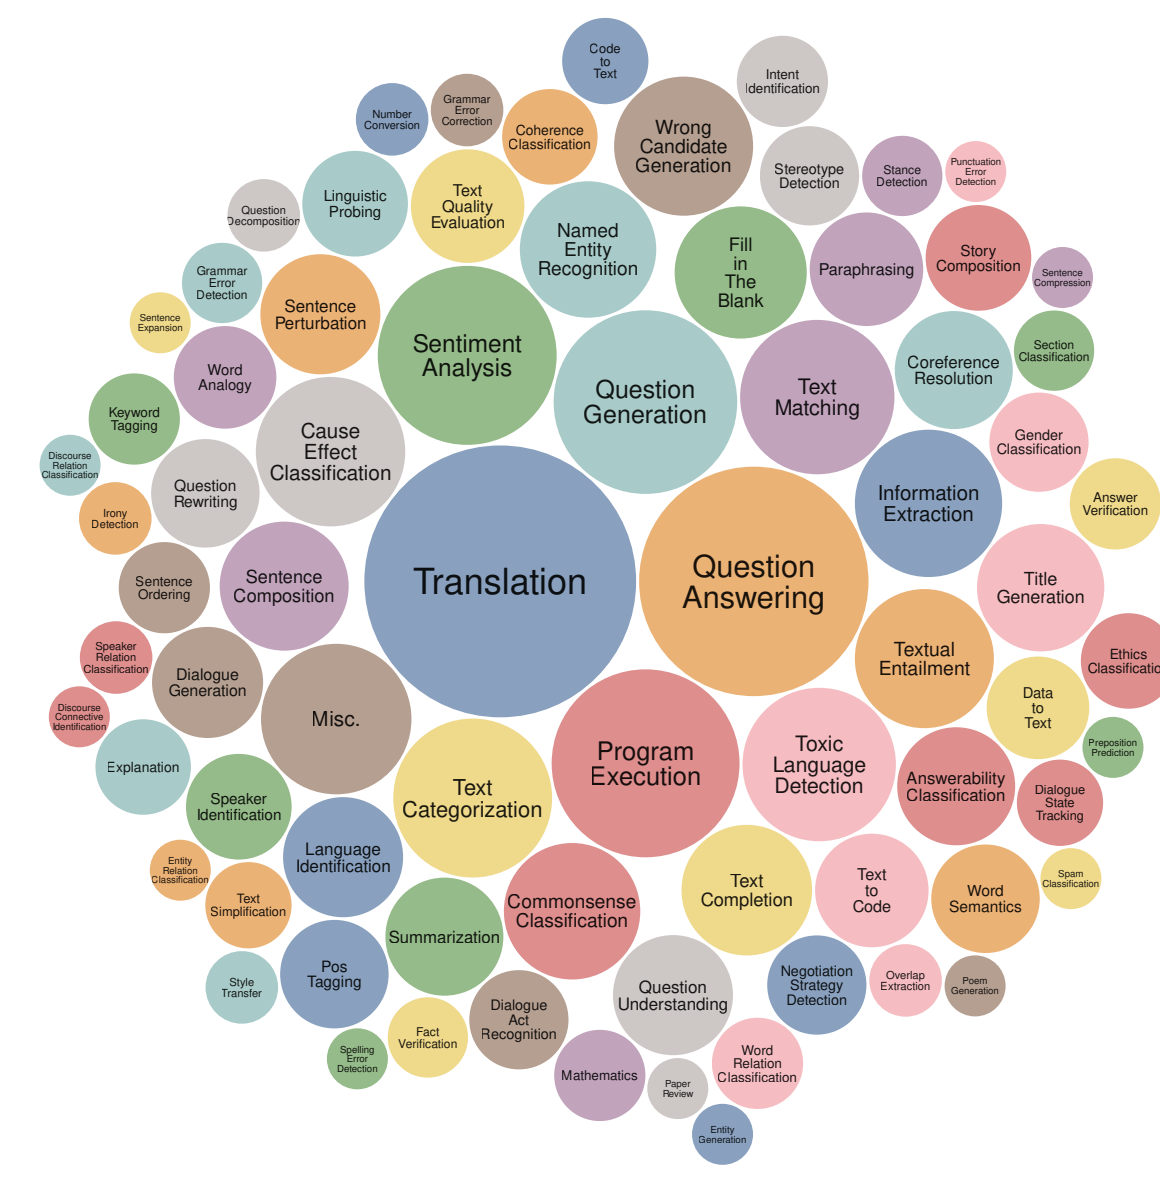 Code
to
Text
Intent
Identification
Grammar
Error
Correction
Number
Conversion
Coherence
Classification
Wrong
Candidate
Generation
Stereotype
Detection
Stance
Detection
Punctuation
Error
Detection
Question
Decomposition
Linguistic
Probing
Text
Quality
Evaluation
Named
Entity
Recognition
Fill
in
The
Blank
Paraphrasing
Story
Composition
Sentence
Compression
Grammar
Error
Detection
Sentence
Expansion
Sentence
Perturbation
Sentiment
Analysis
Question
Generation
Text
Matching
Coreference
Resolution
Section
Classification
Word
Analogy
Keyword
Tagging
Cause
Effect
Classification
Gender
Classification
Discourse
Relation
Classification
Question
Rewriting
Information
Extraction
Answer
Verification
Irony
Detection
Sentence
Ordering
Sentence
Composition
Translation
Question
Answering
Title
Generation
Speaker
Relation
Classification
Dialogue
Generation
Textual
Entailment
Ethics
Classificatio
Discourse
Connective
Identification
Misc.
Data
to
Text
Preposition
Prediction
Explanation
Program
Execution
Toxic
Language
Detection
Answerability
Classification
Dialogue
State
Tracking
Speaker
Identification
Text
Categorization
Language
Identification
Entity
Relation
Classification
Text
Simplification
Summarization
Commonsense
Classification
Text
Completion
Text
to
Code
Word
Semantics
Spam
Classification
Style
Transfer
Pos
Tagging
Question
Understanding
Negotiation
Strategy
Detection
Overlap
Extraction
Poem
Generation
Spelling
Error
Detection
Fact
Verification
Dialogue
Act
Recognition
Mathematics
Paper
Review
Word
Relation
Classification
Entity
Generation